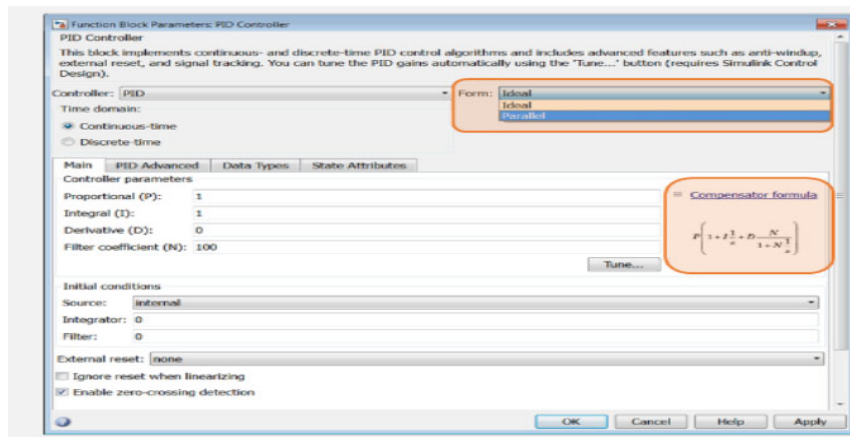 Function Block Parameters: PID Controller
PID Controller
This block implements continuous- and discrete-time PID control algorithms and includes advanced features such as anti-windup,
external reset, and signal tracking. You can tune the PID gains automatically using the 'Tune...' button (requires Simulink Control
Design).
Controller: PID Form: Ideal
Ideal
Parallel
Time domain:
Continuous-time
Discrete-time
Main PID Advanced Data Types State Attributes
Controller parameters
Proportional (P): 1
Compensator formula
Integral (I): 1
Derivative (D): 0
P(1+I 1/s+D N/(1+N 1/s))
Filter coefficient (N): 100
Tune...
Initial conditions
Source: internal
Integrator: 0
Filter: 0
External reset: none
Ignore reset when linearizing
Enable zero-crossing detection
OK Cancel Help Apply